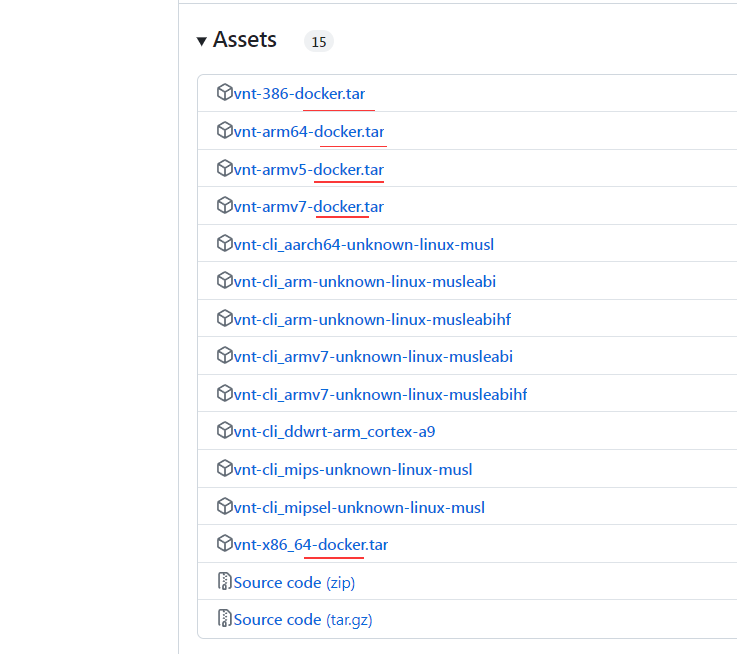 Assets 15
vnt-386-docker.tar
vnt-arm64-docker.tar
vnt-armv5-docker.tar
vnt-armv7-docker.tar
vnt-cli_aarch64-unknown-linux-musl
vnt-cli_arm-unknown-linux-musleabi
vnt-cli_arm-unknown-linux-musleabihf
vnt-cli_armv7-unknown-linux-musleabi
vnt-cli_armv7-unknown-linux-musleabihf
vnt-cli_ddwrt-arm_cortex-a9
vnt-cli_mips-unknown-linux-musl
vnt-cli_mipsel-unknown-linux-musl
vnt-x86_64-docker.tar
Source code (zip)
Source code (tar.gz)